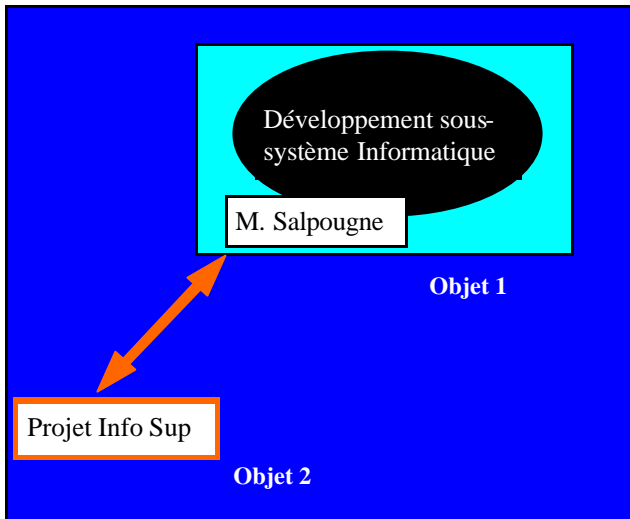 Développement sous-
système Informatique
M. Salpougne
Objet 1
Projet Info Sup
Objet 2